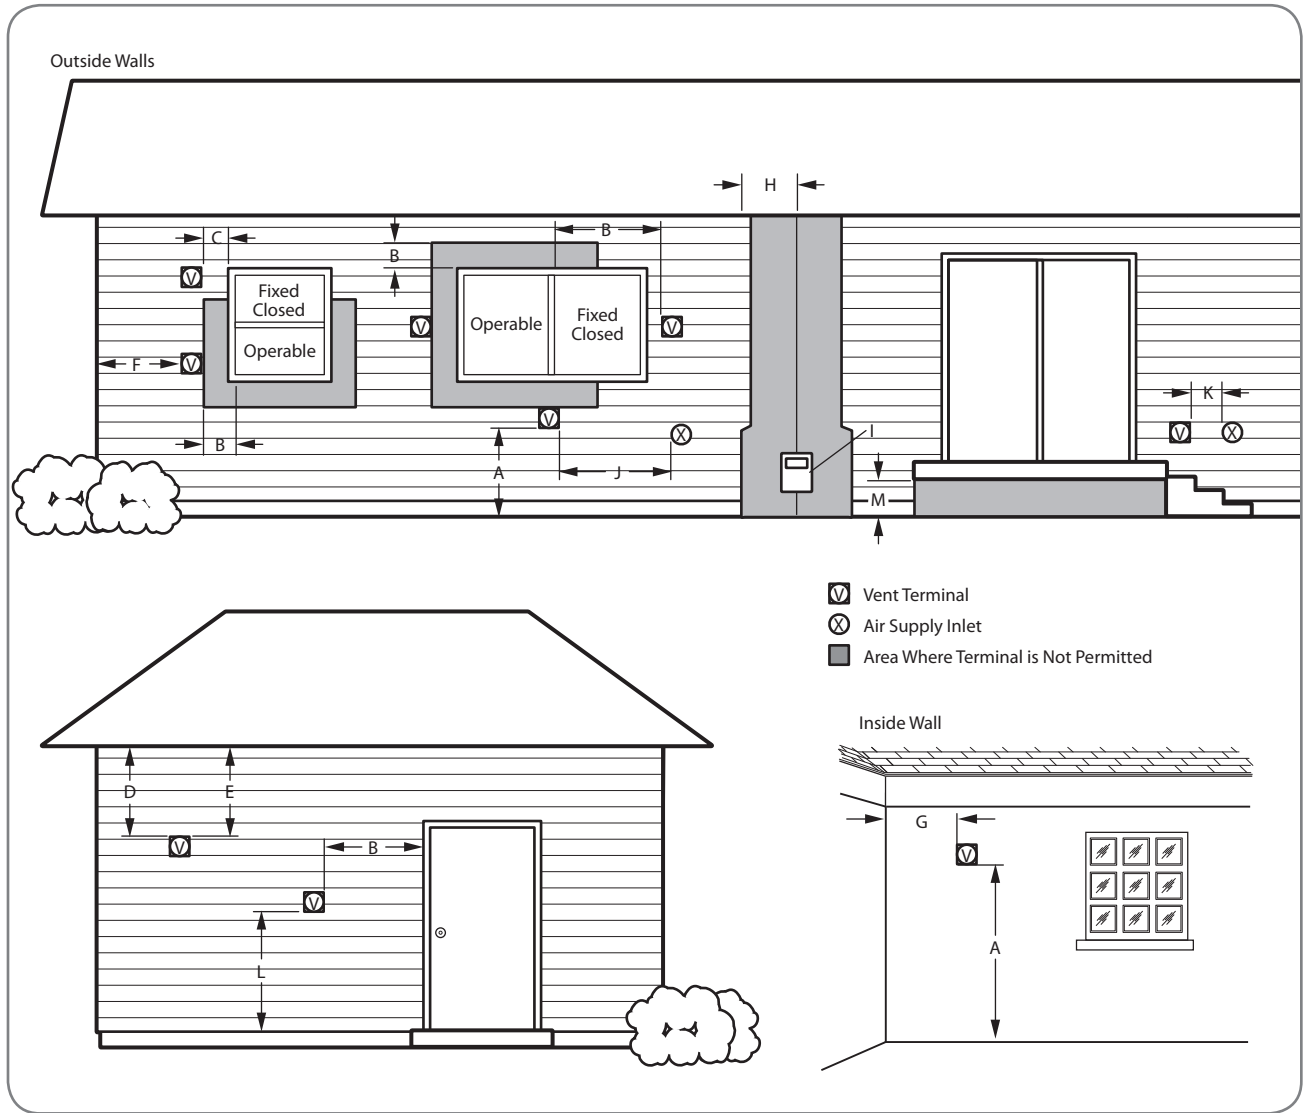 Outside Walls
H
C
B
B
V
Fixed
Closed
Operable
Fixed
Closed
V
V
Operable
F
V
K
V
V
X
X
B
I
A
J
M
V
Vent Terminal
X
Air Supply Inlet
Area Where Terminal is Not Permitted
Inside Wall
D
E
G
V
B
V
V
A
L